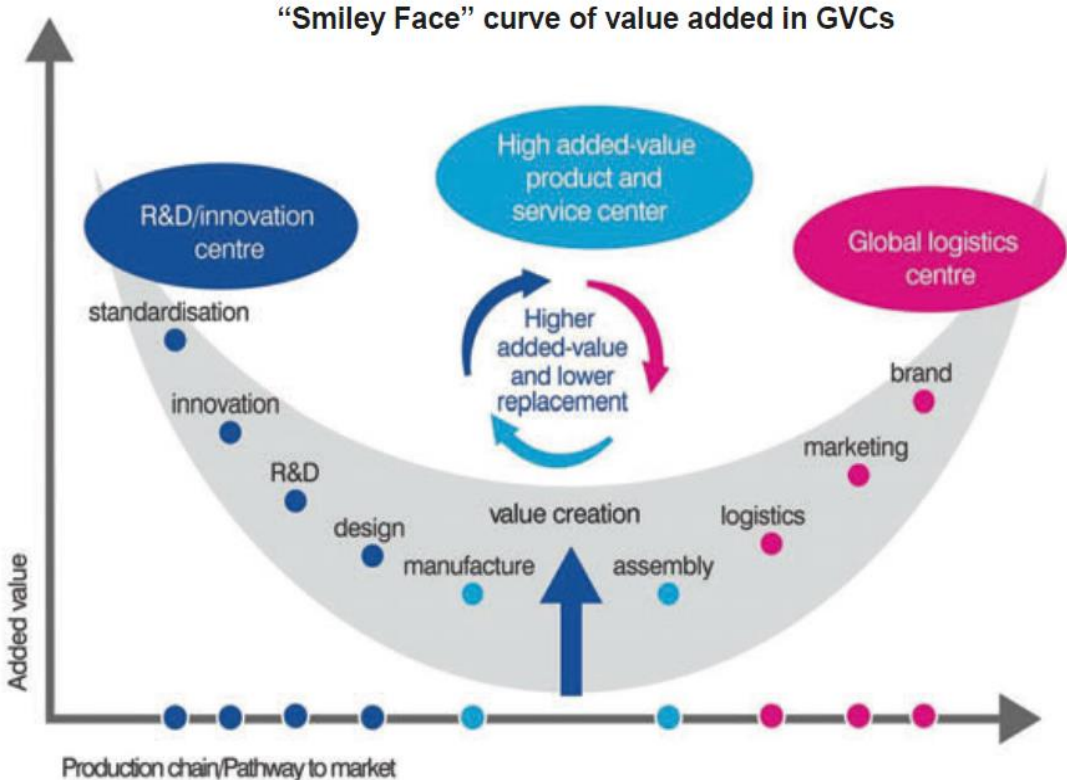 “Smiley Face” curve of value added in GVCs
High added-value
product and
service center
R&D/innovation
centre
Global logistics
centre
standardisation
Higher
added-value
and lower
replacement
brand
innovation
marketing
R&D
value creation
logistics
design
manufacture
assembly
Added value
Production chain/Pathway to market